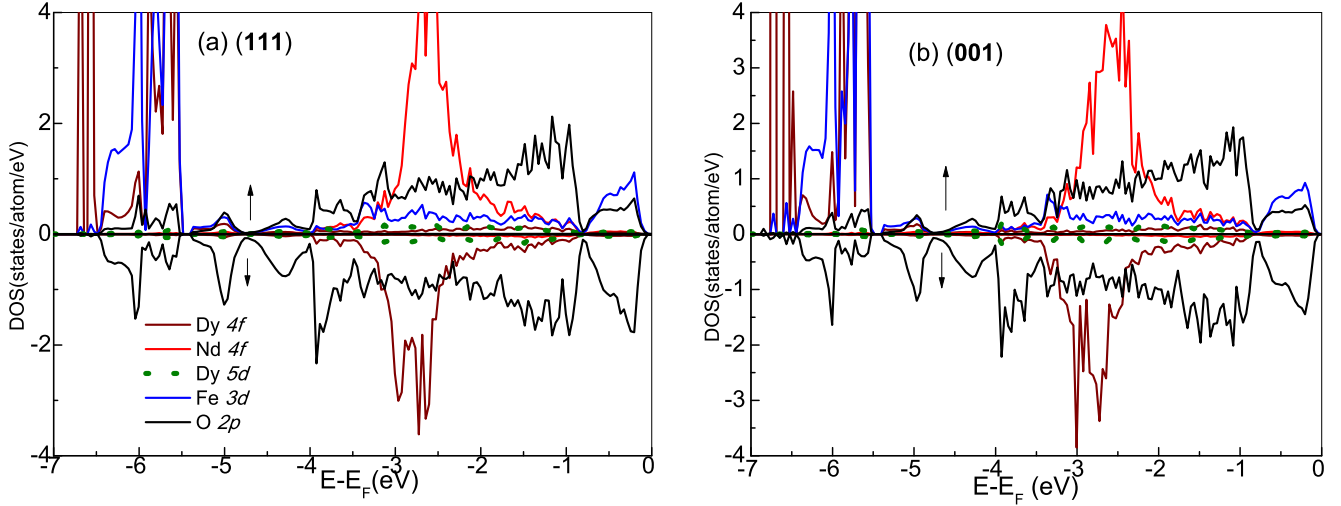 (a) (111)
DOS(states/atom/eV)
4
2
0
-2
-4
Dy 4f
Nd 4f
Dy 5d
Fe 3d
O 2p
-7 -6 -5 -4 -3 -2 -1 0
E-EF(eV)
(b) (001)
DOS(states/atom/eV)
4
3
2
1
0
-1
-2
-3
-4
-7 -6 -5 -4 -3 -2 -1 0
E-EF (eV)